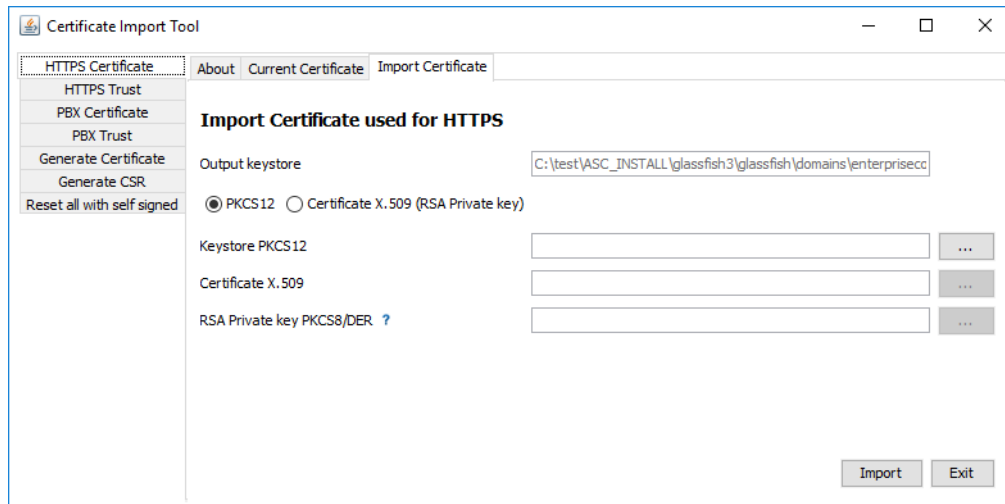 Certificate Import Tool
HTTPS Certificate
HTTPS Trust
PBX Certificate
PBX Trust
Generate Certificate
Generate CSR
Reset all with self signed
About Current Certificate Import Certificate
Import Certificate used for HTTPS
Output keystore C:\test\ASC_INSTALL\glassfish3\glassfish\domains\enterprisecc
PKCS12 Certificate X.509 (RSA Private key)
Keystore PKCS12 ...
Certificate X.509 ...
RSA Private key PKCS8/DER ? ...
Import Exit